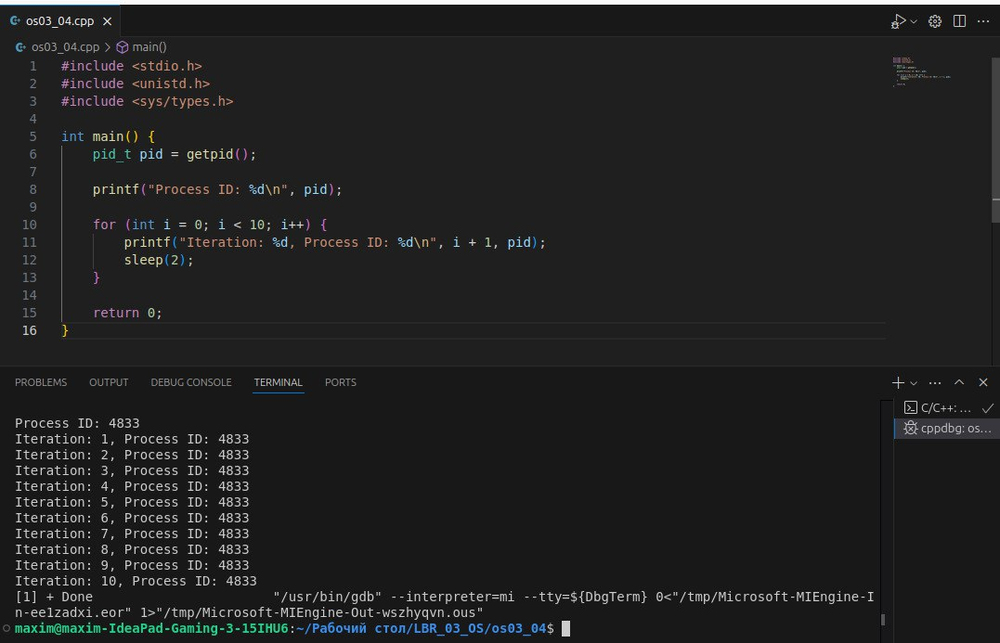 os03_04.cpp
os03_04.cpp > main()
1 #include <stdio.h>
2 #include <unistd.h>
3 #include <sys/types.h>
4
5 int main() {
6     pid_t pid = getpid();
7
8     printf("Process ID: %d\n", pid);
9
10     for (int i = 0; i < 10; i++) {
11         printf("Iteration: %d, Process ID: %d\n", i + 1, pid);
12         sleep(2);
13     }
14
15     return 0;
16 }
PROBLEMS OUTPUT DEBUG CONSOLE TERMINAL PORTS
Process ID: 4833
Iteration: 1, Process ID: 4833
Iteration: 2, Process ID: 4833
Iteration: 3, Process ID: 4833
Iteration: 4, Process ID: 4833
Iteration: 5, Process ID: 4833
Iteration: 6, Process ID: 4833
Iteration: 7, Process ID: 4833
Iteration: 8, Process ID: 4833
Iteration: 9, Process ID: 4833
Iteration: 10, Process ID: 4833
[1] + Done                       "/usr/bin/gdb" --interpreter=mi --tty=${DbgTerm} 0<"/tmp/Microsoft-MIEngine-I
n-ee1zadxi.eor" 1>"/tmp/Microsoft-MIEngine-Out-wszhyqvn.ous"
maxim@maxim-IdeaPad-Gaming-3-15IHU6:~/Рабочий стол/LBR_03_OS/os03_04$
C/C++: ...
cppdbg: os...